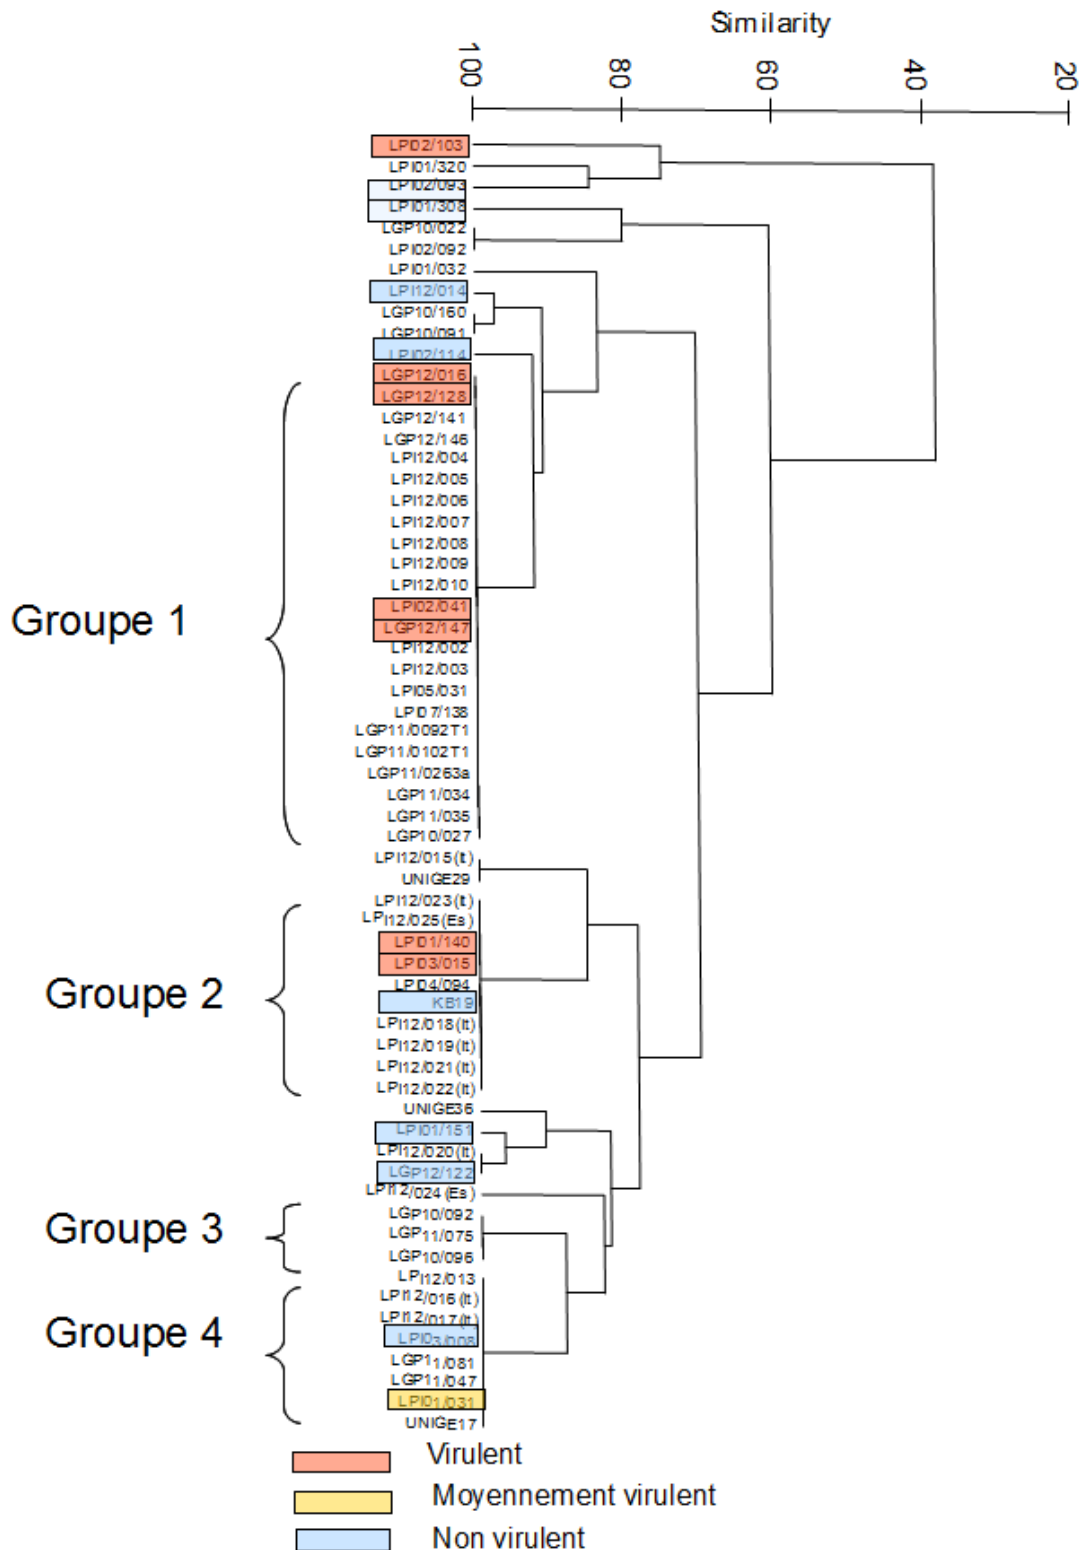 Similarity
100 80 60 40 20
LPI02/103
LPI01/320
LPI02/093
LPI01/308
LGP10/022
LPI02/092
LPI01/032
LPI12/014
LGP10/160
LGP10/091
LPI02/114
LGP12/016
LGP12/128
LGP12/141
LGP12/146
LPI12/004
LPI12/005
LPI12/006
LPI12/007
LPI12/008
LPI12/009
LPI12/010
LPI02/041
Groupe 1
LGP12/147
LPI12/002
LPI12/003
LPI05/031
LPI07/138
LGP11/0092T1
LGP11/0102T1
LGP11/0263a
LGP11/034
LGP11/035
LGP10/027
LPI12/015(It)
UNIGE29
LPI12/023(It)
LPI12/025(Es)
LPI01/140
LPI03/015
LPI04/094
Groupe 2
KB19
LPI12/018(It)
LPI12/019(It)
LPI12/021(It)
LPI12/022(It)
UNIGE36
LPI01/151
LPI12/020(It)
LGP12/122
LPI12/024(Es)
LGP10/092
Groupe 3
LGP11/075
LGP10/096
LPI12/013
LPI12/016(It)
LPI12/017(It)
Groupe 4
LPI03/008
LGP11/081
LGP11/047
LPI01/031
UNIGE17
Virulent
Moyennement virulent
Non virulent